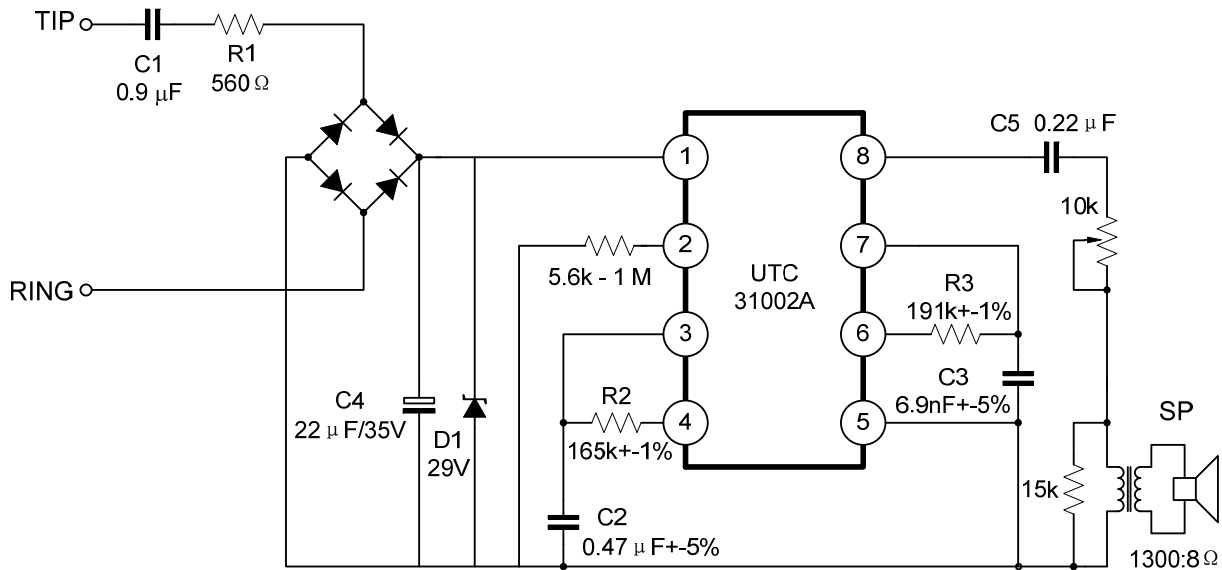 TIP
C1
0.9 μF
R1
560 Ω
RING
C4
22 μF/35V
D1
29V
1
2
3
4
5.6k - 1 M
R2
165k+-1%
C2
0.47 μF+-5%
UTC
31002A
8
7
6
5
R3
191k+-1%
C3
6.9nF+-5%
C5 0.22 μF
10k
15k
SP
1300:8 Ω